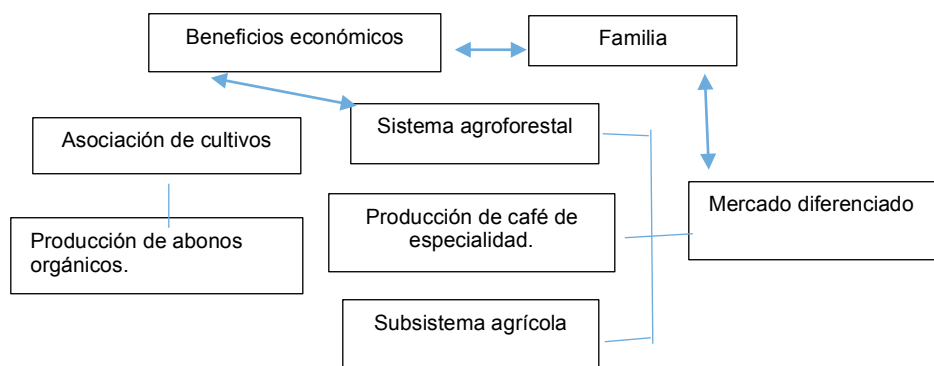 Beneficios económicos
Familia
Sistema agroforestal
Asociación de cultivos
Mercado diferenciado
Producción de café de
especialidad.
Producción de abonos
orgánicos.
Subsistema agrícola